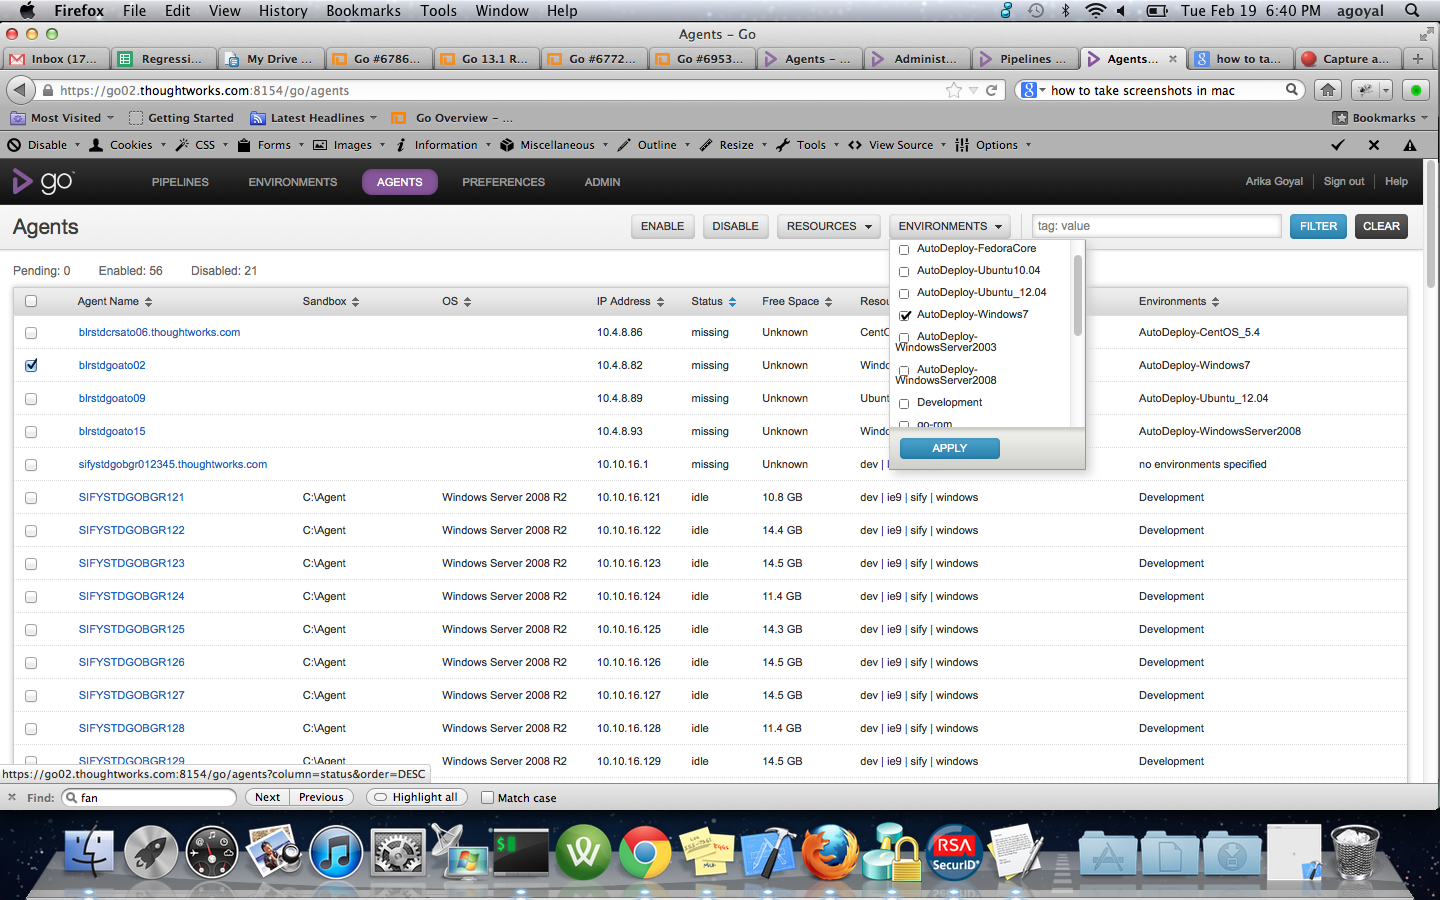 Firefox File Edit View History Bookmarks Tools Window Help Tue Feb 19 6:40 PM agoyal
Agents – Go
Inbox (17... Regressi... My Drive ... Go #6786... Go 13.1 R... Go #6772... Go #6953... Agents – ... Administ... Pipelines ... Agents... how to ta... Capture a...
https://go02.thoughtworks.com:8154/go/agents how to take screenshots in mac
Most Visited Getting Started Latest Headlines Go Overview – ... Bookmarks
Disable Cookies CSS Forms Images Information Miscellaneous Outline Resize Tools View Source Options
go PIPELINES ENVIRONMENTS AGENTS PREFERENCES ADMIN Arika Goyal Sign out Help
Agents ENABLE DISABLE RESOURCES ENVIRONMENTS tag: value FILTER CLEAR
Pending: 0 Enabled: 56 Disabled: 21
AutoDeploy-FedoraCore
AutoDeploy-Ubuntu10.04
AutoDeploy-Ubuntu_12.04
AutoDeploy-Windows7
AutoDeploy-
WindowsServer2003
AutoDeploy-
WindowsServer2008
Development
go-rpm
APPLY
Agent Name Sandbox OS IP Address Status Free Space Resou Environments
blrstdcrsato06.thoughtworks.com 10.4.8.86 missing Unknown CentO AutoDeploy-CentOS_5.4
blrstdgoato02 10.4.8.82 missing Unknown Windo AutoDeploy-Windows7
blrstdgoato09 10.4.8.89 missing Unknown Ubunt AutoDeploy-Ubuntu_12.04
blrstdgoato15 10.4.8.93 missing Unknown Windo AutoDeploy-WindowsServer2008
sifystdgobgr012345.thoughtworks.com 10.10.16.1 missing Unknown dev | no environments specified
SIFYSTDGOBGR121 C:\Agent Windows Server 2008 R2 10.10.16.121 idle 10.8 GB dev | ie9 | sify | windows Development
SIFYSTDGOBGR122 C:\Agent Windows Server 2008 R2 10.10.16.122 idle 14.4 GB dev | ie9 | sify | windows Development
SIFYSTDGOBGR123 C:\Agent Windows Server 2008 R2 10.10.16.123 idle 14.5 GB dev | ie9 | sify | windows Development
SIFYSTDGOBGR124 C:\Agent Windows Server 2008 R2 10.10.16.124 idle 11.4 GB dev | ie9 | sify | windows Development
SIFYSTDGOBGR125 C:\Agent Windows Server 2008 R2 10.10.16.125 idle 14.3 GB dev | ie9 | sify | windows Development
SIFYSTDGOBGR126 C:\Agent Windows Server 2008 R2 10.10.16.126 idle 14.5 GB dev | ie9 | sify | windows Development
SIFYSTDGOBGR127 C:\Agent Windows Server 2008 R2 10.10.16.127 idle 14.5 GB dev | ie9 | sify | windows Development
SIFYSTDGOBGR128 C:\Agent Windows Server 2008 R2 10.10.16.128 idle 11.4 GB dev | ie9 | sify | windows Development
SIFYSTDGOBGR129 C:\Agent Windows Server 2008 R2 10.10.16.129 idle 14.5 GB dev | ie9 | sify | windows Development
https://go02.thoughtworks.com:8154/go/agents?column=status&order=DESC
Find: fan Next Previous Highlight all Match case
RSA
SecurID